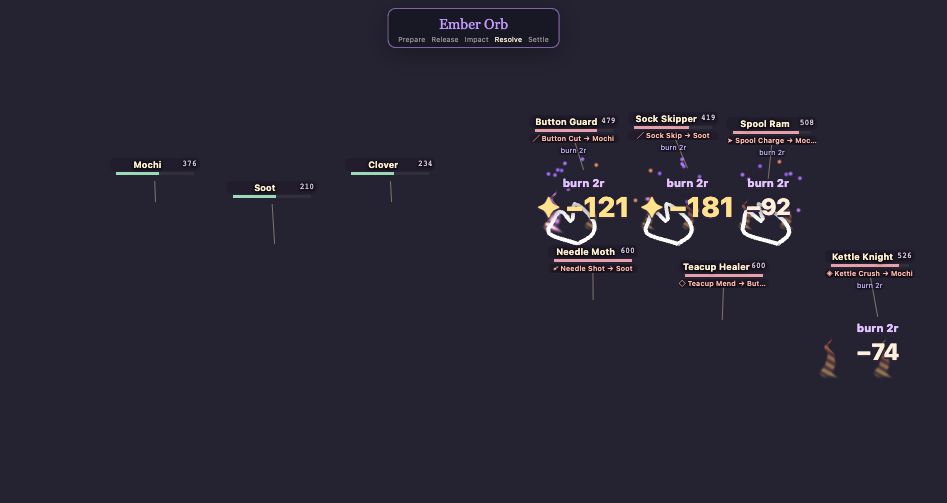 Ember Orb
Prepare Release Impact Resolve Settle
Button Guard 479
Button Cut → Mochi
burn 2r
Sock Skipper 419
Sock Skip → Soot
burn 2r
Spool Ram 508
Spool Charge → Moc...
burn 2r
Mochi 376
Soot 210
Clover 234
burn 2r
-121
burn 2r
-181
burn 2r
-92
Needle Moth 600
Needle Shot → Soot
Teacup Healer 600
Teacup Mend → But...
Kettle Knight 526
Kettle Crush → Mochi
burn 2r
burn 2r
-74